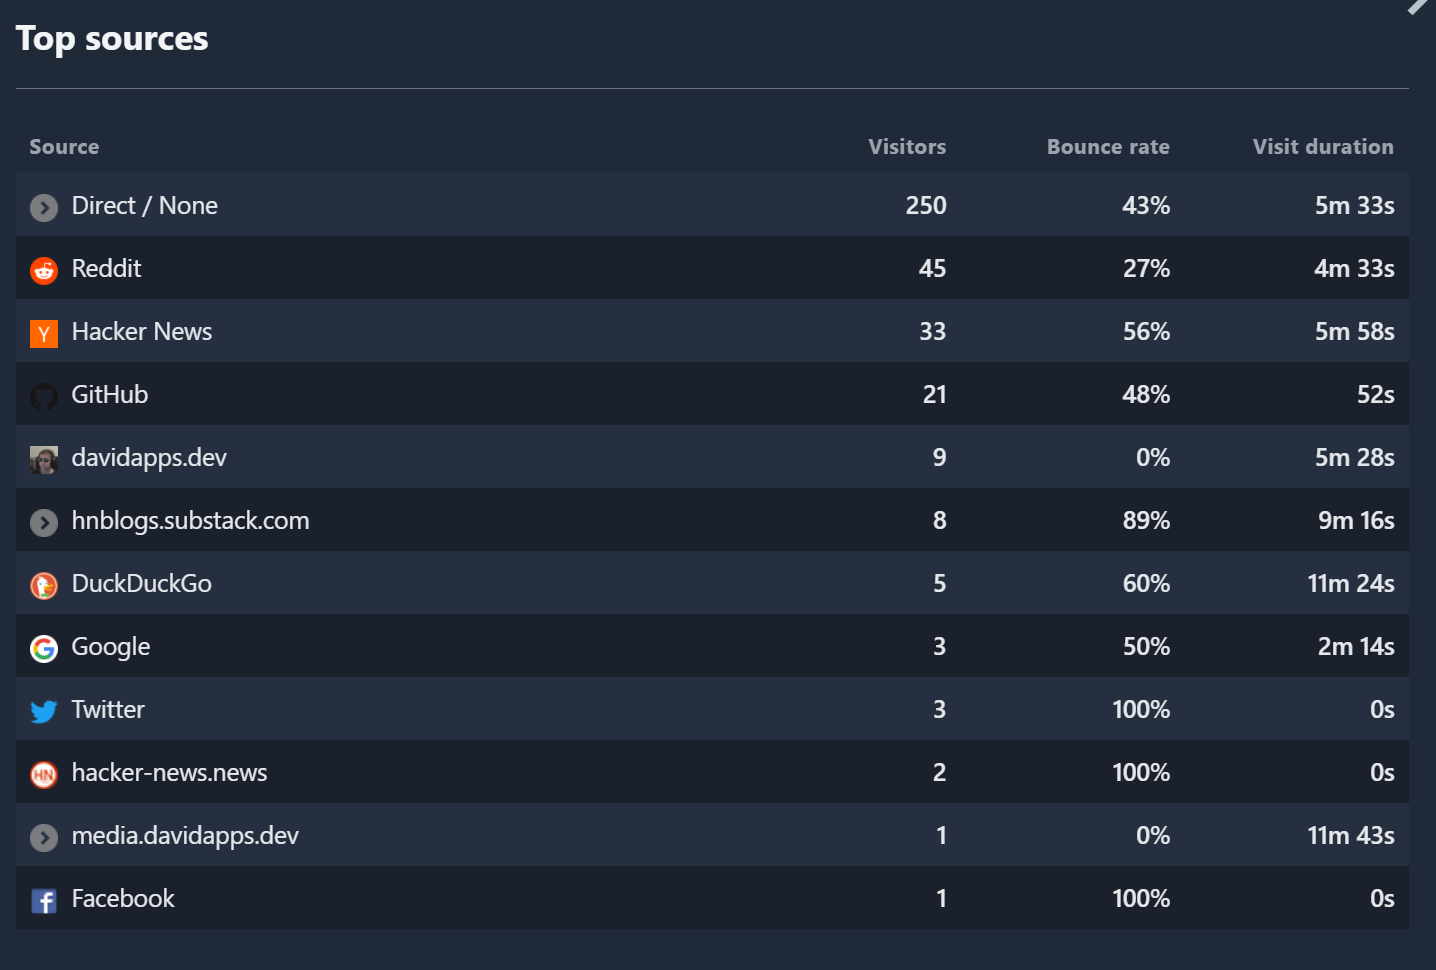 Top sources
Source Visitors Bounce rate Visit duration
Direct / None 250 43% 5m 33s
Reddit 45 27% 4m 33s
Y Hacker News 33 56% 5m 58s
GitHub 21 48% 52s
davidapps.dev 9 0% 5m 28s
hnblogs.substack.com 8 89% 9m 16s
DuckDuckGo 5 60% 11m 24s
G Google 3 50% 2m 14s
Twitter 3 100% 0s
HN hacker-news.news 2 100% 0s
media.davidapps.dev 1 0% 11m 43s
f Facebook 1 100% 0s